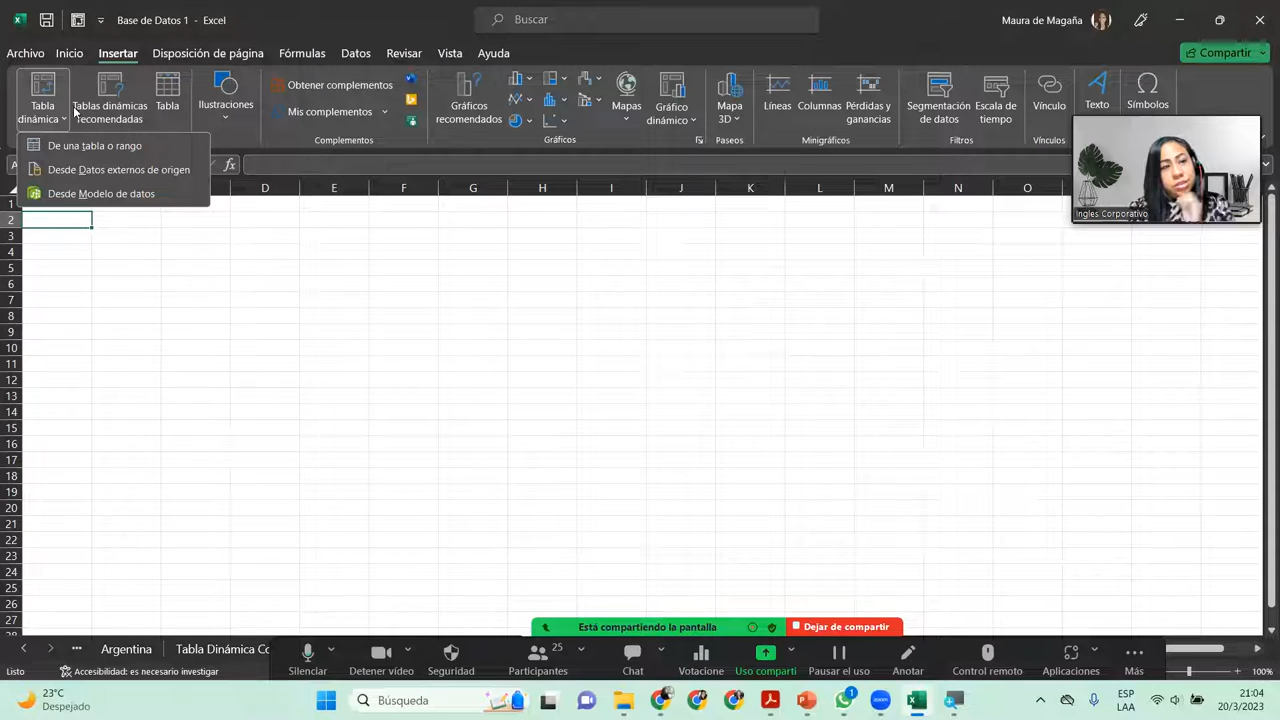 Base de Datos 1 - Excel
Buscar
Maura de Magaña
Archivo Inicio Insertar Disposición de página Fórmulas Datos Revisar Vista Ayuda
Compartir
Tabla dinámica
Tablas dinámicas recomendadas
Tabla
Ilustraciones
Obtener complementos
Mis complementos
Complementos
Gráficos recomendados
Mapas
Gráfico dinámico
Gráficos
Mapa 3D
Paseos
Líneas
Columnas
Pérdidas y ganancias
Minigráficos
Segmentación de datos
Escala de tiempo
Filtros
Vínculo
Texto
Símbolos
De una tabla o rango
Desde Datos externos de origen
Desde Modelo de datos
fx
Ingles Corporativo
D E F G H I J K L M N O
1
2
3
4
5
6
7
8
9
10
11
12
13
14
15
16
17
18
19
20
21
22
23
24
25
26
27
Está compartiendo la pantalla
Dejar de compartir
Argentina
Tabla Dinámica Co
Silenciar
Detener video
Seguridad
25
Participantes
Chat
Votacione
Uso comparti
Pausar el uso
Anotar
Control remoto
Aplicaciones
Más
Listo
Accesibilidad: es necesario investigar
100%
23°C
Despejado
Búsqueda
zoom
1
ESP
LAA
21:04
20/3/2023